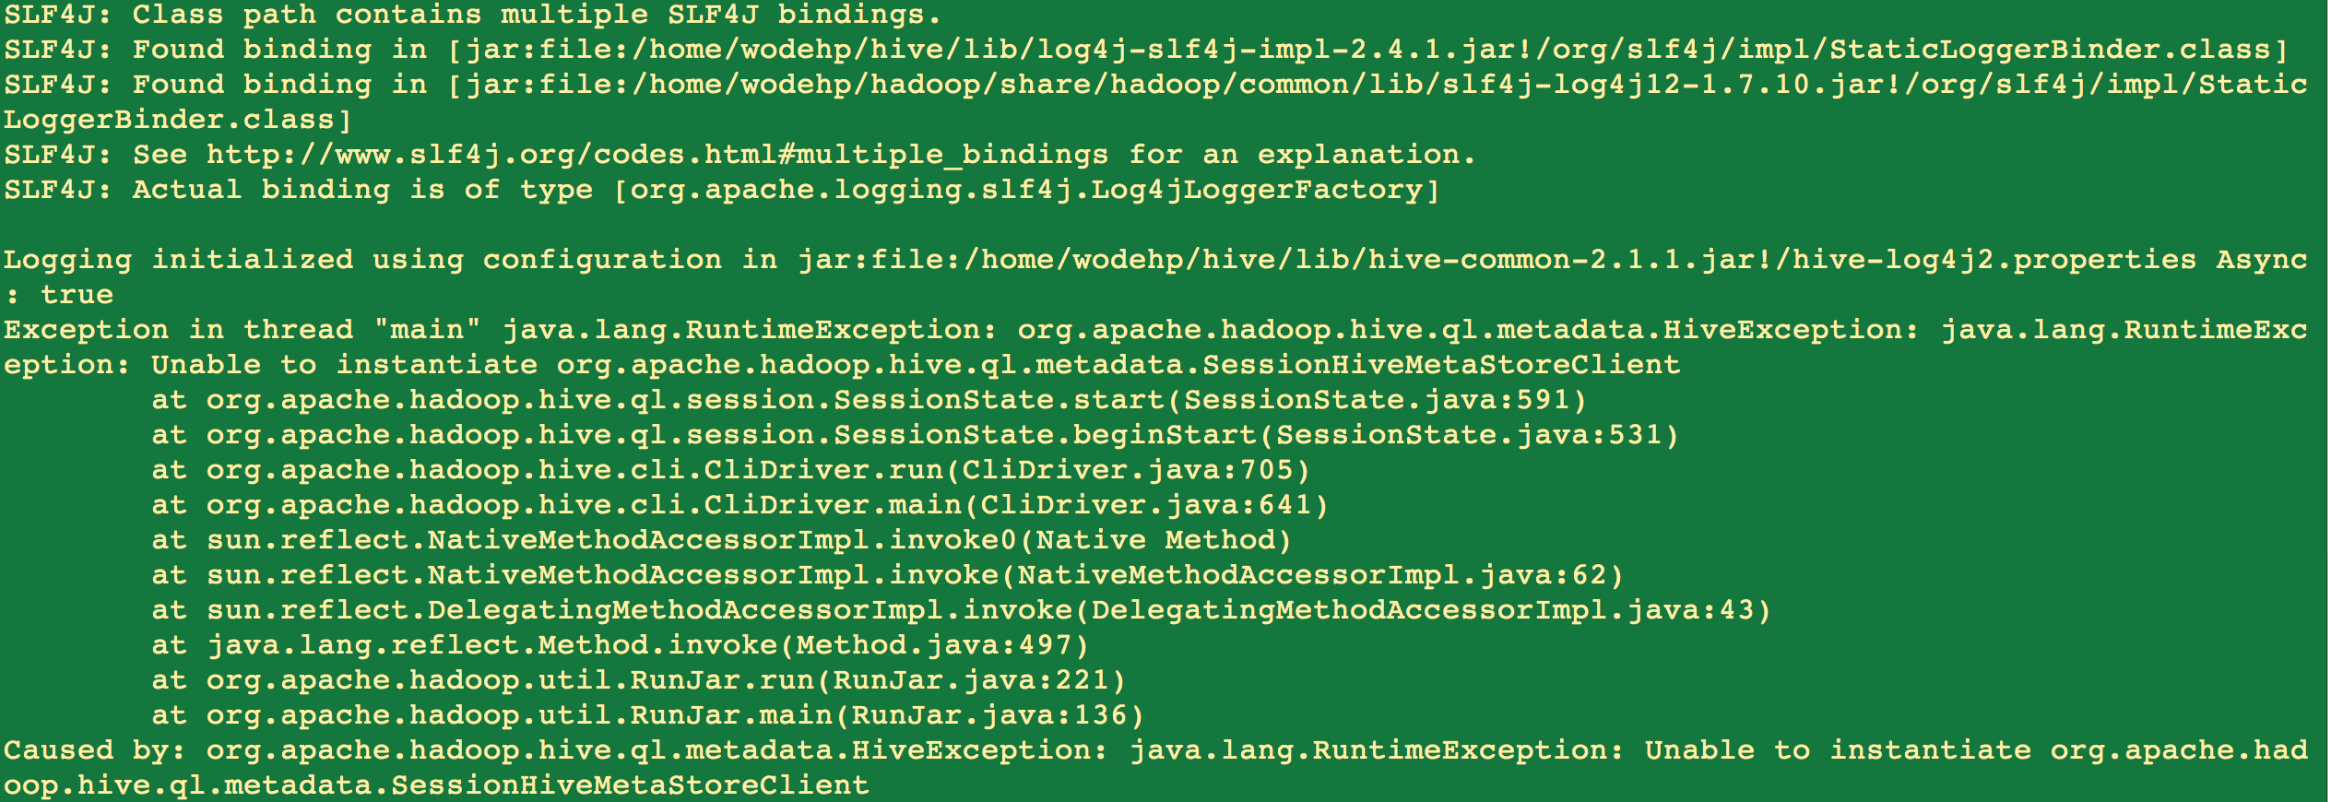 SLF4J: Class path contains multiple SLF4J bindings.
SLF4J: Found binding in [jar:file:/home/wodehp/hive/lib/log4j-slf4j-impl-2.4.1.jar!/org/slf4j/impl/StaticLoggerBinder.class]
SLF4J: Found binding in [jar:file:/home/wodehp/hadoop/share/hadoop/common/lib/slf4j-log4j12-1.7.10.jar!/org/slf4j/impl/Static
LoggerBinder.class]
SLF4J: See http://www.slf4j.org/codes.html#multiple_bindings for an explanation.
SLF4J: Actual binding is of type [org.apache.logging.slf4j.Log4jLoggerFactory]

Logging initialized using configuration in jar:file:/home/wodehp/hive/lib/hive-common-2.1.1.jar!/hive-log4j2.properties Async
: true
Exception in thread "main" java.lang.RuntimeException: org.apache.hadoop.hive.ql.metadata.HiveException: java.lang.RuntimeExc
eption: Unable to instantiate org.apache.hadoop.hive.ql.metadata.SessionHiveMetaStoreClient
        at org.apache.hadoop.hive.ql.session.SessionState.start(SessionState.java:591)
        at org.apache.hadoop.hive.ql.session.SessionState.beginStart(SessionState.java:531)
        at org.apache.hadoop.hive.cli.CliDriver.run(CliDriver.java:705)
        at org.apache.hadoop.hive.cli.CliDriver.main(CliDriver.java:641)
        at sun.reflect.NativeMethodAccessorImpl.invoke0(Native Method)
        at sun.reflect.NativeMethodAccessorImpl.invoke(NativeMethodAccessorImpl.java:62)
        at sun.reflect.DelegatingMethodAccessorImpl.invoke(DelegatingMethodAccessorImpl.java:43)
        at java.lang.reflect.Method.invoke(Method.java:497)
        at org.apache.hadoop.util.RunJar.run(RunJar.java:221)
        at org.apache.hadoop.util.RunJar.main(RunJar.java:136)
Caused by: org.apache.hadoop.hive.ql.metadata.HiveException: java.lang.RuntimeException: Unable to instantiate org.apache.had
oop.hive.ql.metadata.SessionHiveMetaStoreClient